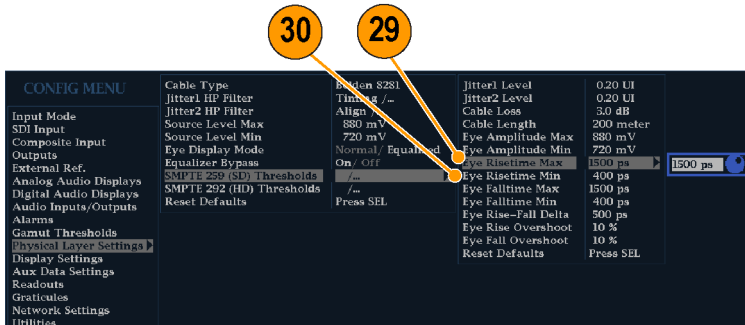 30
29
CONFIG MENU
Input Mode
SDI Input
Composite Input
Outputs
External Ref.
Analog Audio Displays
Digital Audio Displays
Audio Inputs/Outputs
Alarms
Gamut Thresholds
Physical Layer Settings
Display Settings
Aux Data Settings
Readouts
Graticules
Network Settings
Utilities
Cable Type Belden 8281
Jitter1 HP Filter Timing /...
Jitter2 HP Filter Align /
Source Level Max 880 mV
Source Level Min 720 mV
Eye Display Mode Normal/ Equalized
Equalizer Bypass On/ Off
SMPTE 259 (SD) Thresholds /...
SMPTE 292 (HD) Thresholds /...
Reset Defaults Press SEL
Jitter1 Level 0.20 UI
Jitter2 Level 0.20 UI
Cable Loss 3.0 dB
Cable Length 200 meter
Eye Amplitude Max 880 mV
Eye Amplitude Min 720 mV
Eye Risetime Max 1500 ps
Eye Risetime Min 400 ps
Eye Falltime Max 1500 ps
Eye Falltime Min 400 ps
Eye Rise-Fall Delta 500 ps
Eye Rise Overshoot 10 %
Eye Fall Overshoot 10 %
Reset Defaults Press SEL
1500 ps